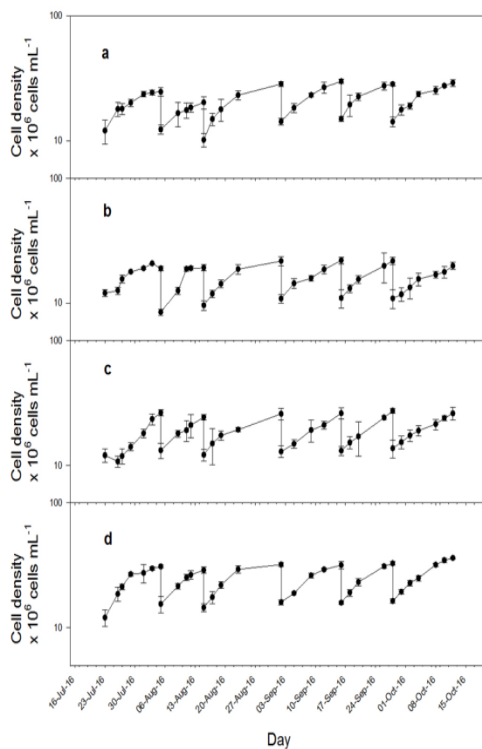 100
a
Cell density
x 10⁶ cells mL⁻¹
10
100
b
Cell density
x 10⁶ cells mL⁻¹
10
100
c
Cell density
x 10⁶ cells mL⁻¹
10
100
d
Cell density
x 10⁶ cells mL⁻¹
10
16-Jul-16
23-Jul-16
30-Jul-16
06-Aug-16
13-Aug-16
20-Aug-16
27-Aug-16
03-Sep-16
10-Sep-16
17-Sep-16
24-Sep-16
01-Oct-16
08-Oct-16
15-Oct-16
Day